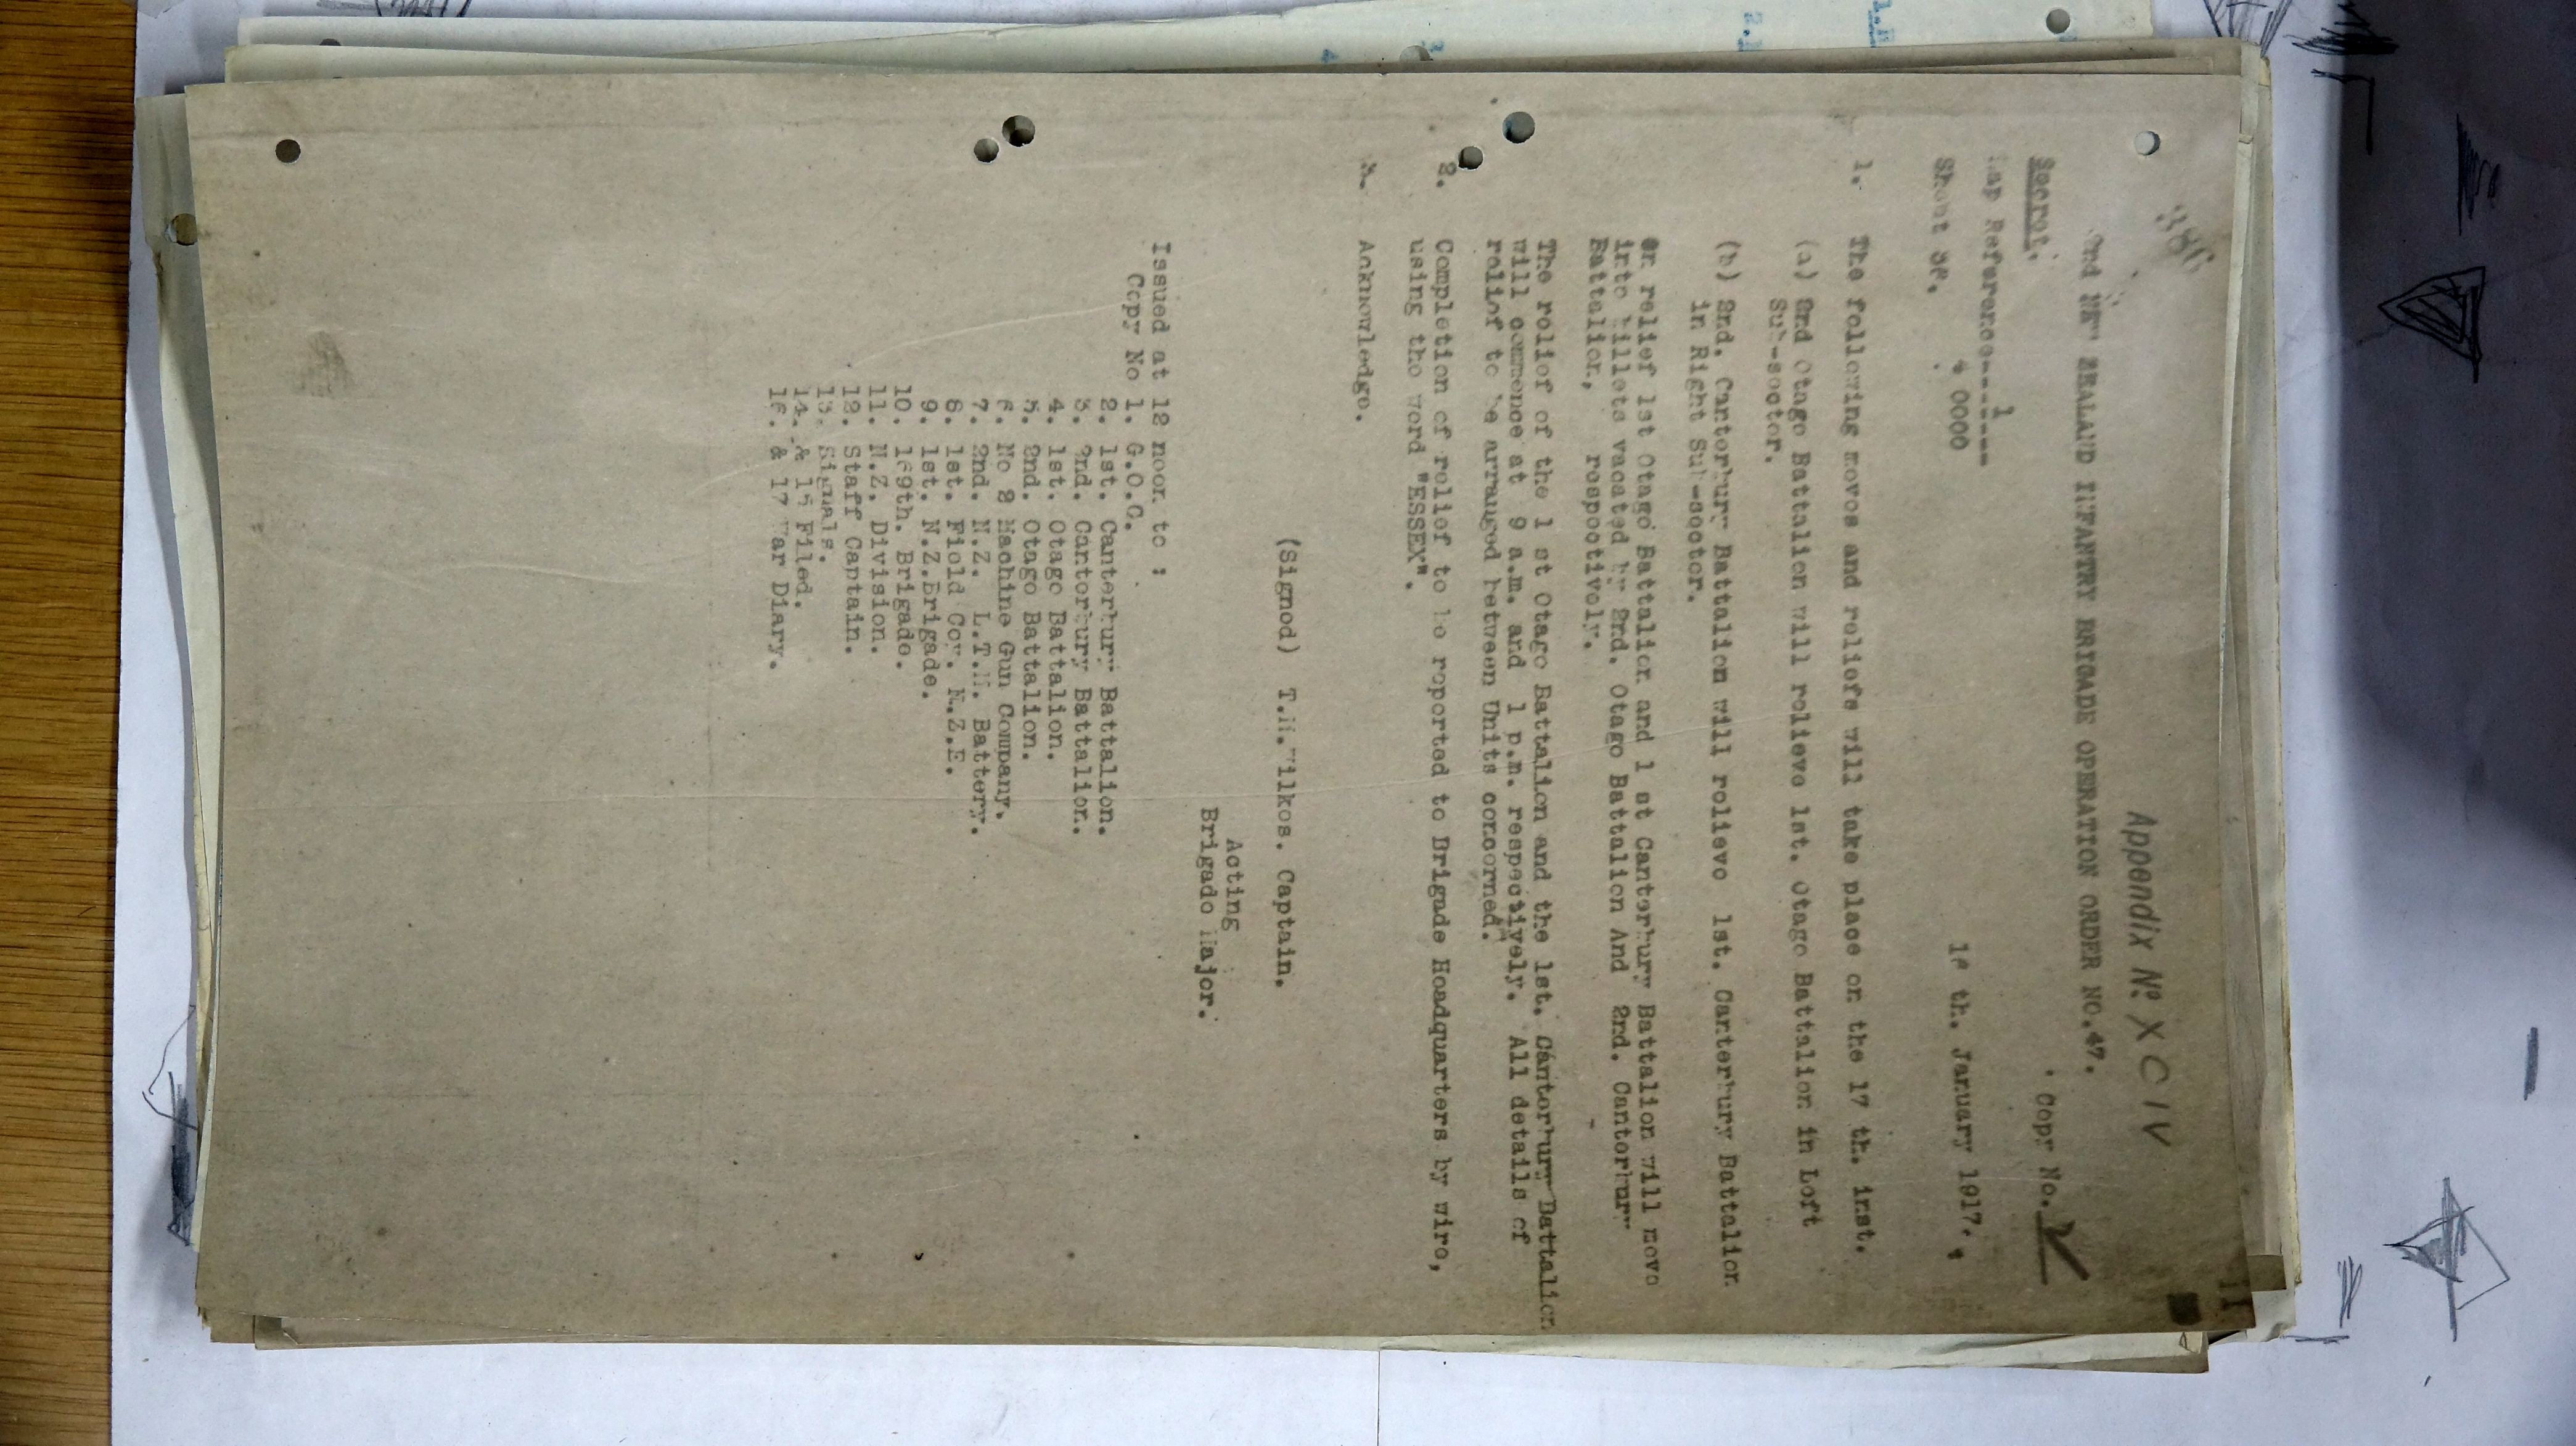 386
Appendix Nº XCIV
2nd NEW ZEALAND INFANTRY BRIGADE OPERATION ORDER NO.47.
Secret.
Copy No.
Map Reference------
1
Sheet 36.
40000
16 th. January 1917.
1. The following moves and reliefs will take place on the 17 th. inst.
(a) 2nd Otago Battalion will relieve 1st. Otago Battalion in Left
Sub-sector.
(b) 2nd. Canterbury Battalion will relieve 1st. Canterbury Battalion
in Right Sub-sector.
On relief 1st Otago Battalion and 1 st Canterbury Battalion will move
into billets vacated by 2nd. Otago Battalion And 2nd. Canterbury
Battalion, respectively.
The relief of the 1 st Otago Battalion and the 1st. Canterbury Battalion
will commence at 9 a.m. and 1 p.m. respectively. All details of
relief to be arranged between Units concerned.
2. Completion of relief to be reported to Brigade Headquarters by wire,
using the word "ESSEX".
3. Acknowledge.
(Signed) T.M.Wilkes. Captain.
Acting
Brigade Major.
Issued at 12 noon to :
Copy No 1. G.O.C.
2. 1st. Canterbury Battalion.
3. 2nd. Canterbury Battalion.
4. 1st. Otago Battalion.
5. 2nd. Otago Battalion.
6. No 2 Machine Gun Company.
7. 2nd. N.Z. L.T.M. Battery.
8. 1st. Field Coy. N.Z.E.
9. 1st. N.Z.Brigade.
10. 169th. Brigade.
11. N.Z. Division.
12. Staff Captain.
13. Signals.
14. & 15 Filed.
16. & 17 War Diary.